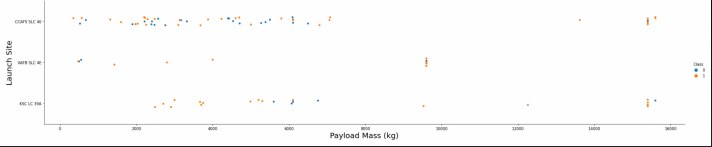 CCAFS SLC 40
VAFB SLC 4E
KSC LC 39A
Launch Site
0 2000 4000 6000 8000 10000 12000 14000 16000
Payload Mass (kg)
Class
0
1